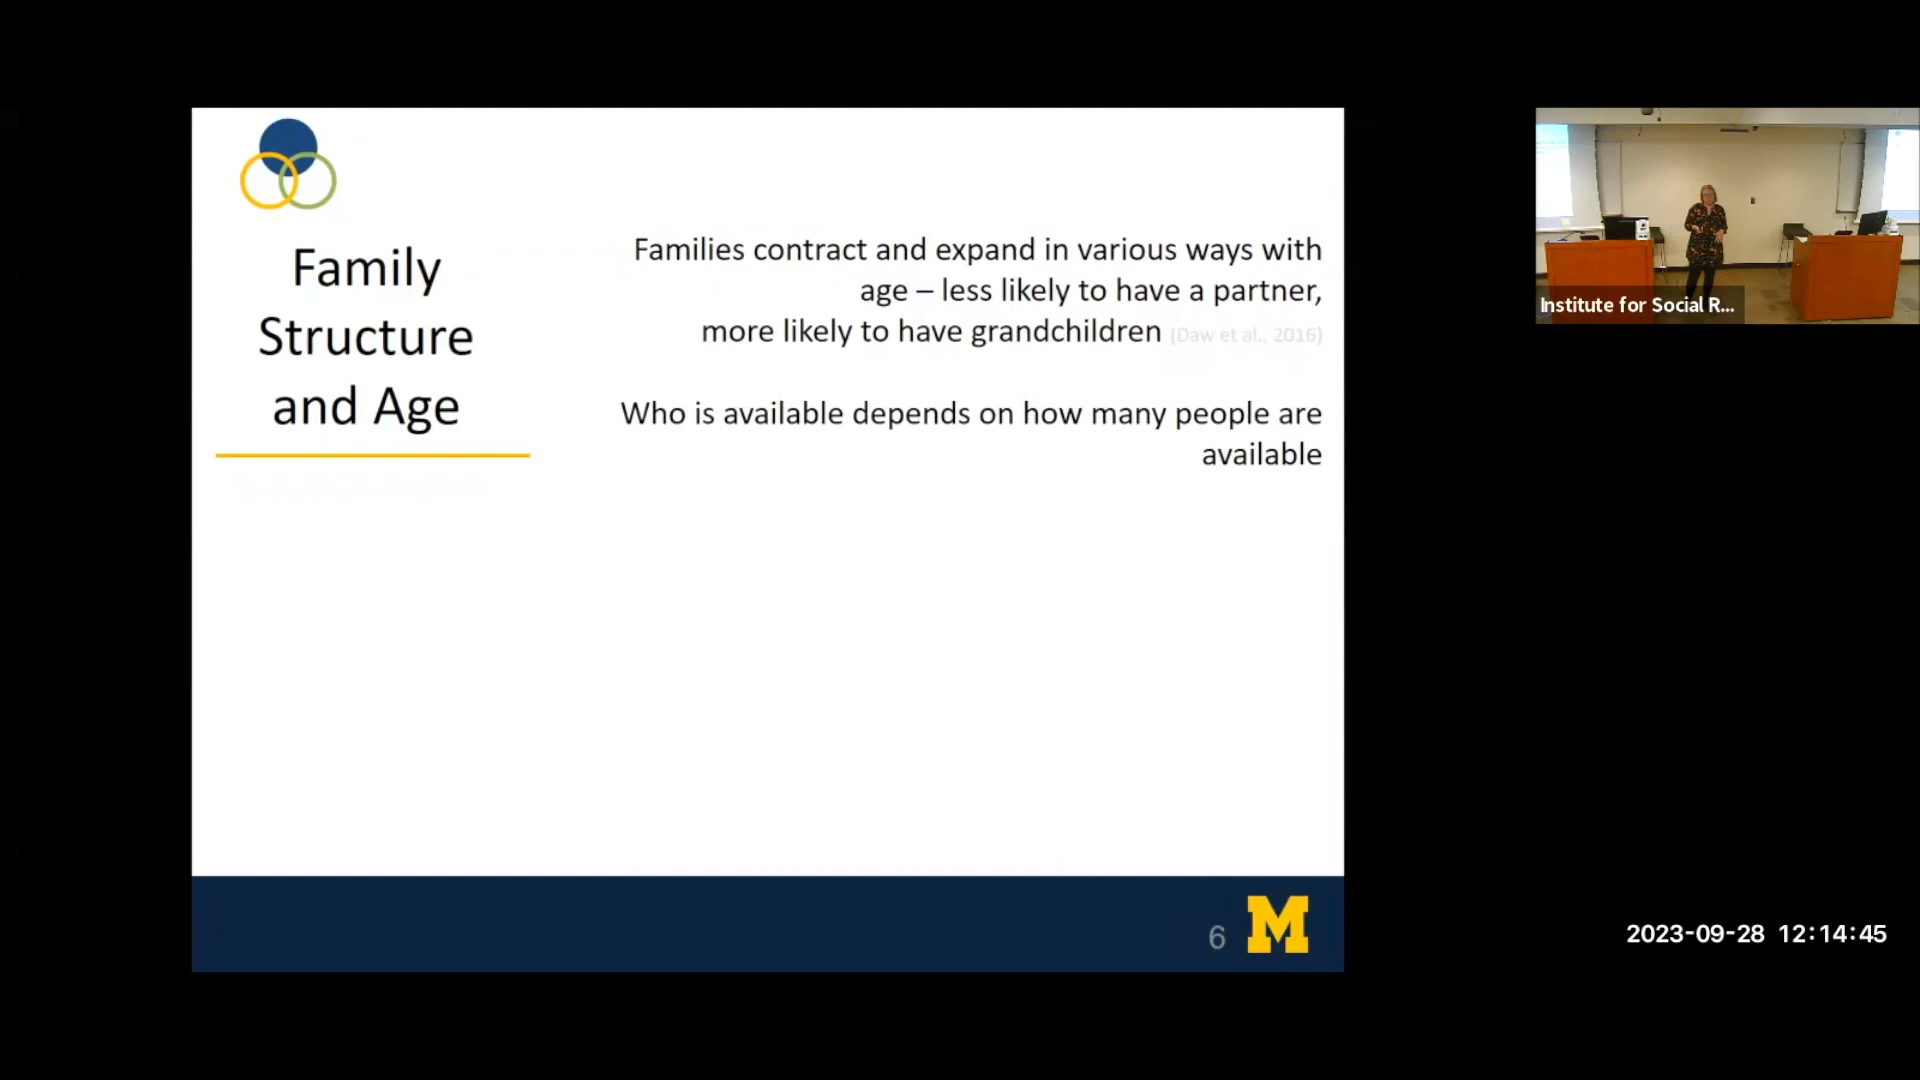 Family
Structure
and Age
Families contract and expand in various ways with
age – less likely to have a partner,
more likely to have grandchildren (Daw et al., 2016)
Who is available depends on how many people are
available
6
M
Institute for Social R...
2023-09-28 12:14:45